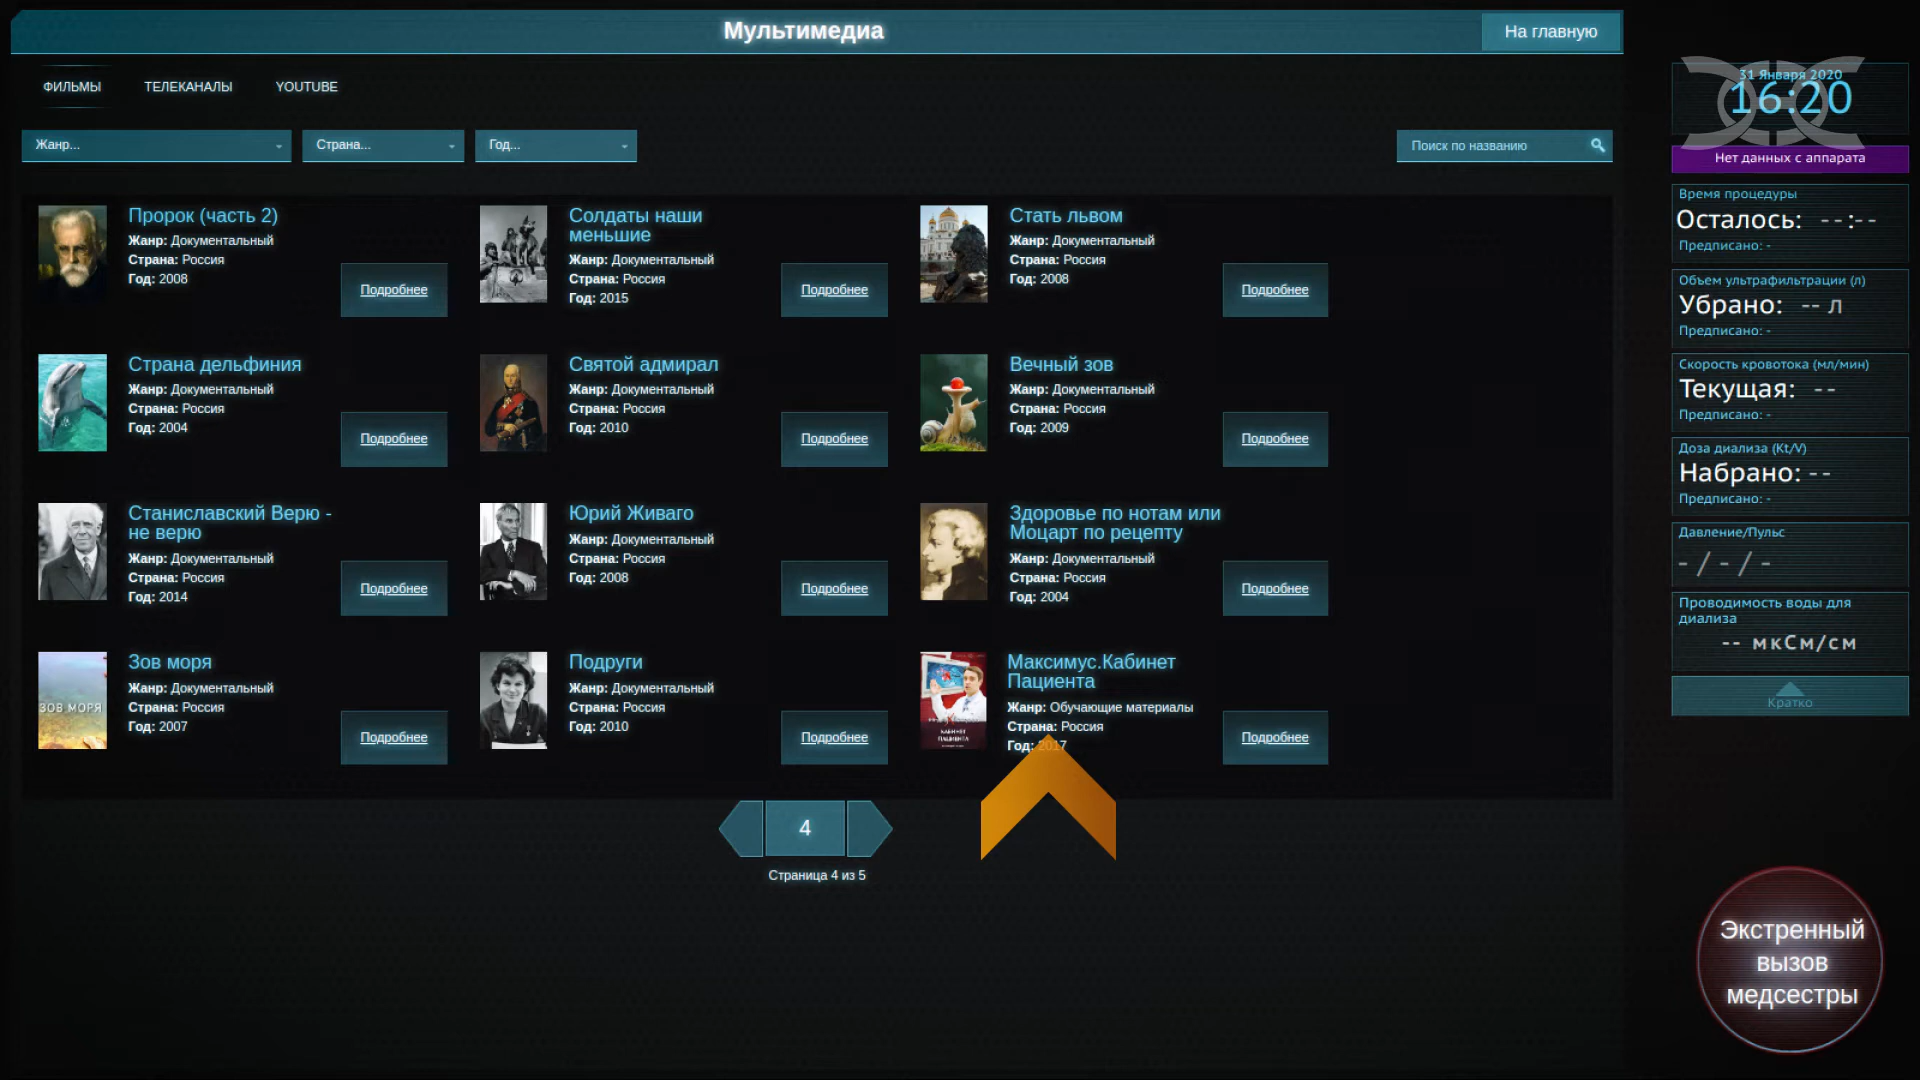 Мультимедиа
На главную
ФИЛЬМЫ
ТЕЛЕКАНАЛЫ
YOUTUBE
Жанр...
Страна...
Год...
Поиск по названию
Пророк (часть 2)
Жанр: Документальный
Страна: Россия
Год: 2008
Подробнее
Солдаты наши
меньшие
Жанр: Документальный
Страна: Россия
Год: 2015
Подробнее
Стать львом
Жанр: Документальный
Страна: Россия
Год: 2008
Подробнее
Страна дельфиния
Жанр: Документальный
Страна: Россия
Год: 2004
Подробнее
Святой адмирал
Жанр: Документальный
Страна: Россия
Год: 2010
Подробнее
Вечный зов
Жанр: Документальный
Страна: Россия
Год: 2009
Подробнее
Станиславский Верю -
не верю
Жанр: Документальный
Страна: Россия
Год: 2014
Подробнее
Юрий Живаго
Жанр: Документальный
Страна: Россия
Год: 2008
Подробнее
Здоровье по нотам или
Моцарт по рецепту
Жанр: Документальный
Страна: Россия
Год: 2004
Подробнее
ЗОВ МОРЯ
Зов моря
Жанр: Документальный
Страна: Россия
Год: 2007
Подробнее
Подруги
Жанр: Документальный
Страна: Россия
Год: 2010
Подробнее
КАБИНЕТ
ПАЦИЕНТА
Максимус.Кабинет
Пациента
Жанр: Обучающие материалы
Страна: Россия
Год: 2017
Подробнее
4
Страница 4 из 5
31 Января 2020
16:20
Нет данных с аппарата
Время процедуры
Осталось: --:--
Предписано: -
Объем ультрафильтрации (л)
Убрано: -- л
Предписано: -
Скорость кровотока (мл/мин)
Текущая: --
Предписано: -
Доза диализа (Kt/V)
Набрано: --
Предписано: -
Давление/Пульс
- / - / -
Проводимость воды для
диализа
-- мкСм/см
Кратко
Экстренный
вызов
медсестры